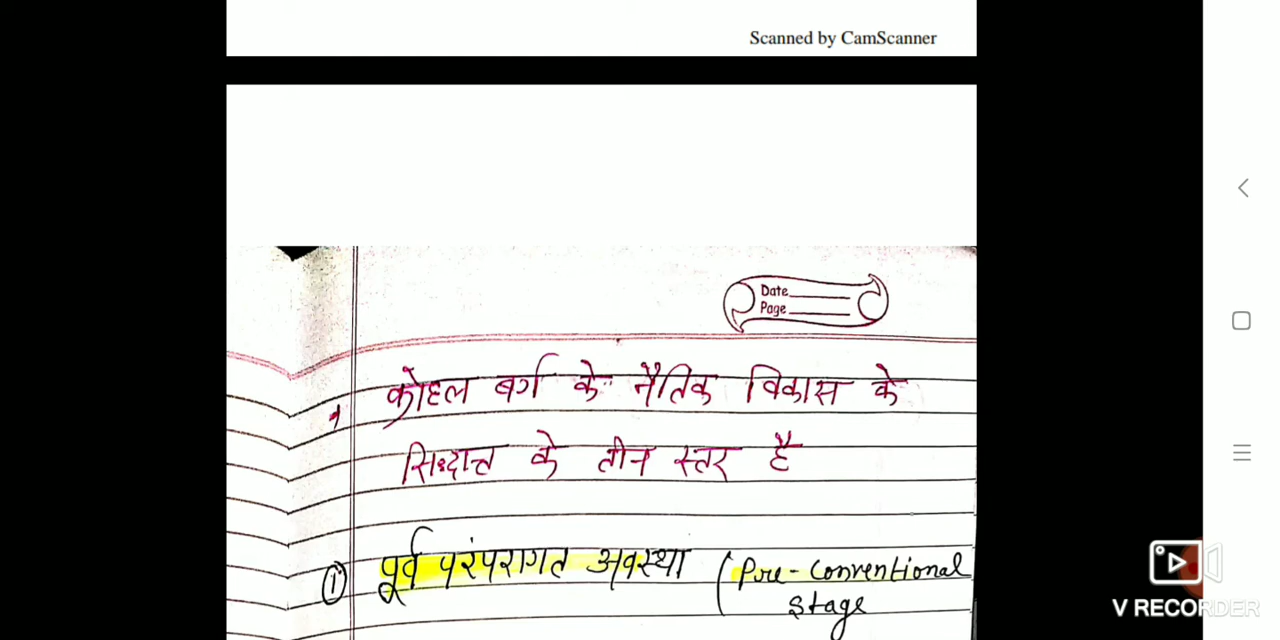 Scanned by CamScanner
Date
Page
कोहल बर्ग के नैतिक विकास के
सिध्दान्त के तीन स्तर है
① पूर्व परंपरागत अवस्था (Pre-Conventional
Stage
V RECORDER